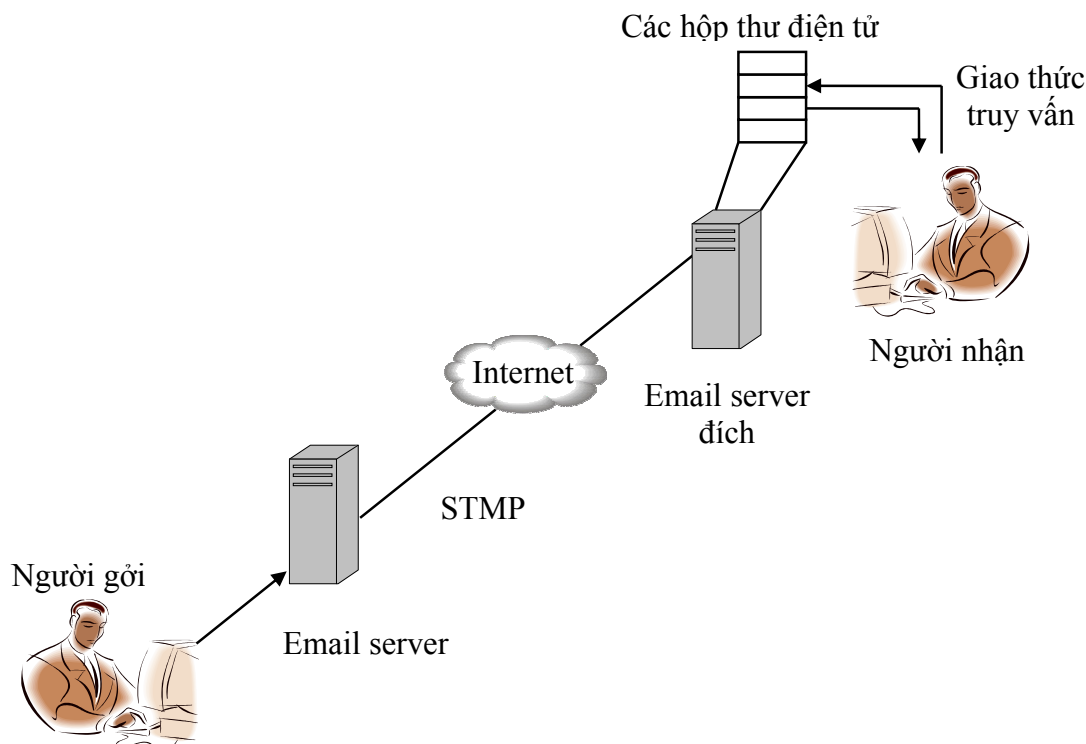 Các hộp thư điện tử
Giao thức
truy vấn
Người nhận
Internet
Email server
đích
STMP
Người gởi
Email server